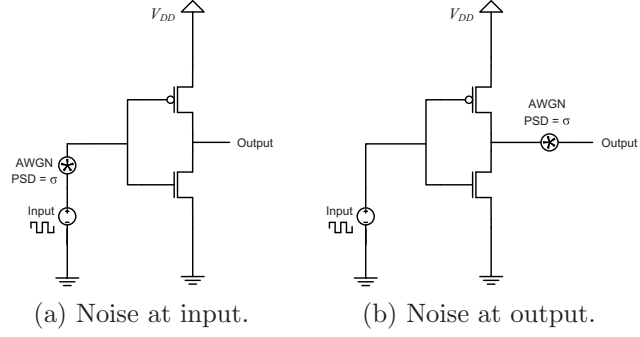 V_DD
Output
AWGN
PSD = σ
Input
(a) Noise at input.
V_DD
AWGN
PSD = σ
Output
Input
(b) Noise at output.